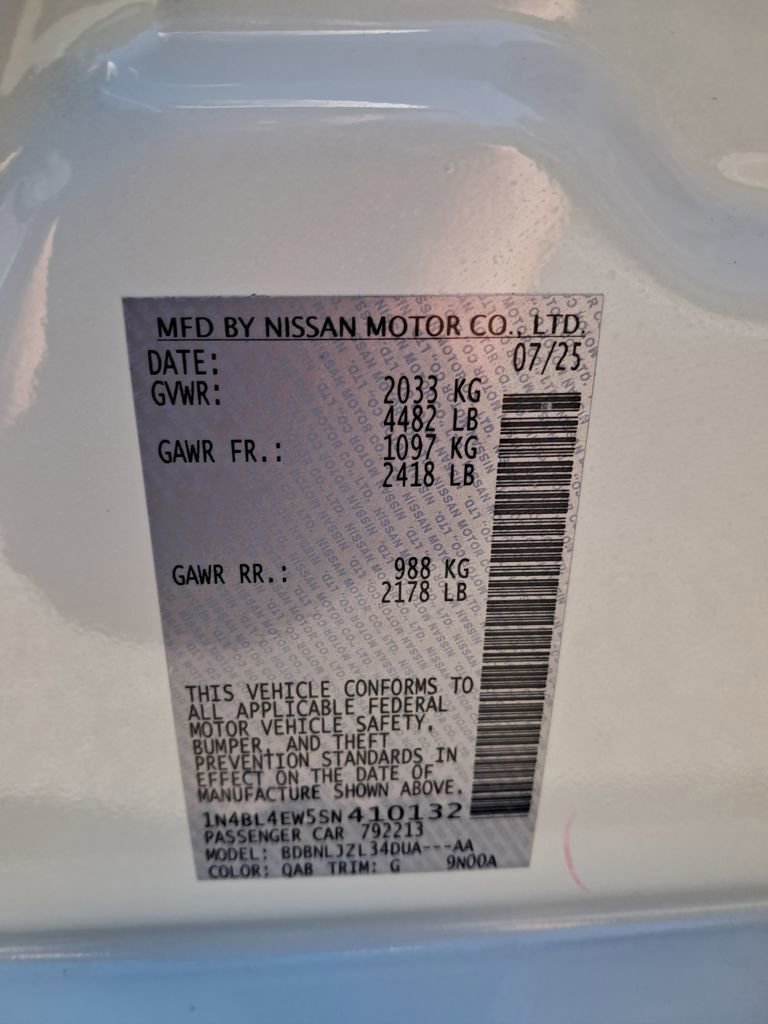 MFD BY NISSAN MOTOR CO., LTD.
DATE: 07/25
GVWR: 2033 KG
4482 LB
GAWR FR.: 1097 KG
2418 LB
GAWR RR.: 988 KG
2178 LB
THIS VEHICLE CONFORMS TO
ALL APPLICABLE FEDERAL
MOTOR VEHICLE SAFETY,
BUMPER, AND THEFT
PREVENTION STANDARDS IN
EFFECT ON THE DATE OF
MANUFACTURE SHOWN ABOVE.
1N4BL4EW5SN410132
PASSENGER CAR 792213
MODEL: BDBNLJZL34DUA---AA
COLOR: QAB TRIM: G 9N00A